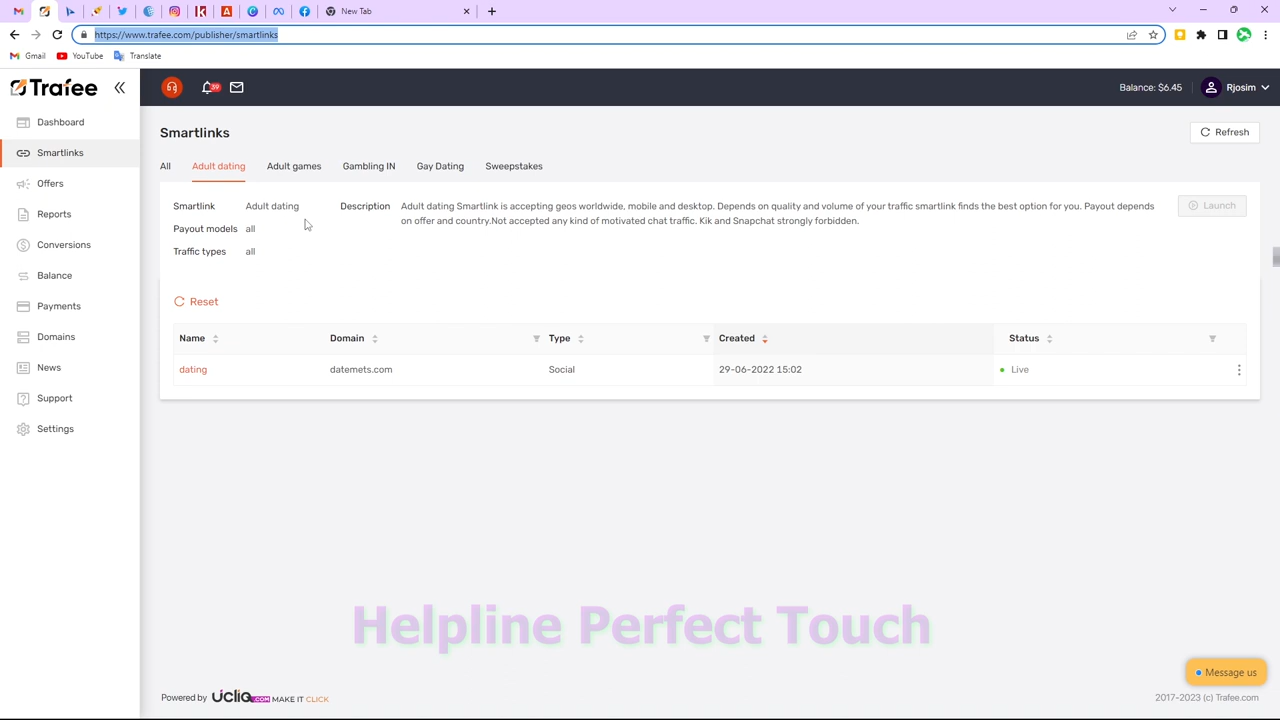 New Tab
https://www.trafee.com/publisher/smartlinks
Gmail
YouTube
Translate
Trafee
39
Balance: $6.45
Rjosim
Dashboard
Smartlinks
Offers
Reports
Conversions
Balance
Payments
Domains
News
Support
Settings
Smartlinks
Refresh
All
Adult dating
Adult games
Gambling IN
Gay Dating
Sweepstakes
Smartlink
Adult dating
Payout models
all
Traffic types
all
Description
Adult dating Smartlink is accepting geos worldwide, mobile and desktop. Depends on quality and volume of your traffic smartlink finds the best option for you. Payout depends
on offer and country.Not accepted any kind of motivated chat traffic. Kik and Snapchat strongly forbidden.
Launch
Reset
Name
Domain
Type
Created
Status
dating
datemets.com
Social
29-06-2022 15:02
Live
Helpline Perfect Touch
Message us
Powered by UCLIQ.COM MAKE IT CLICK
2017-2023 (c) Trafee.com